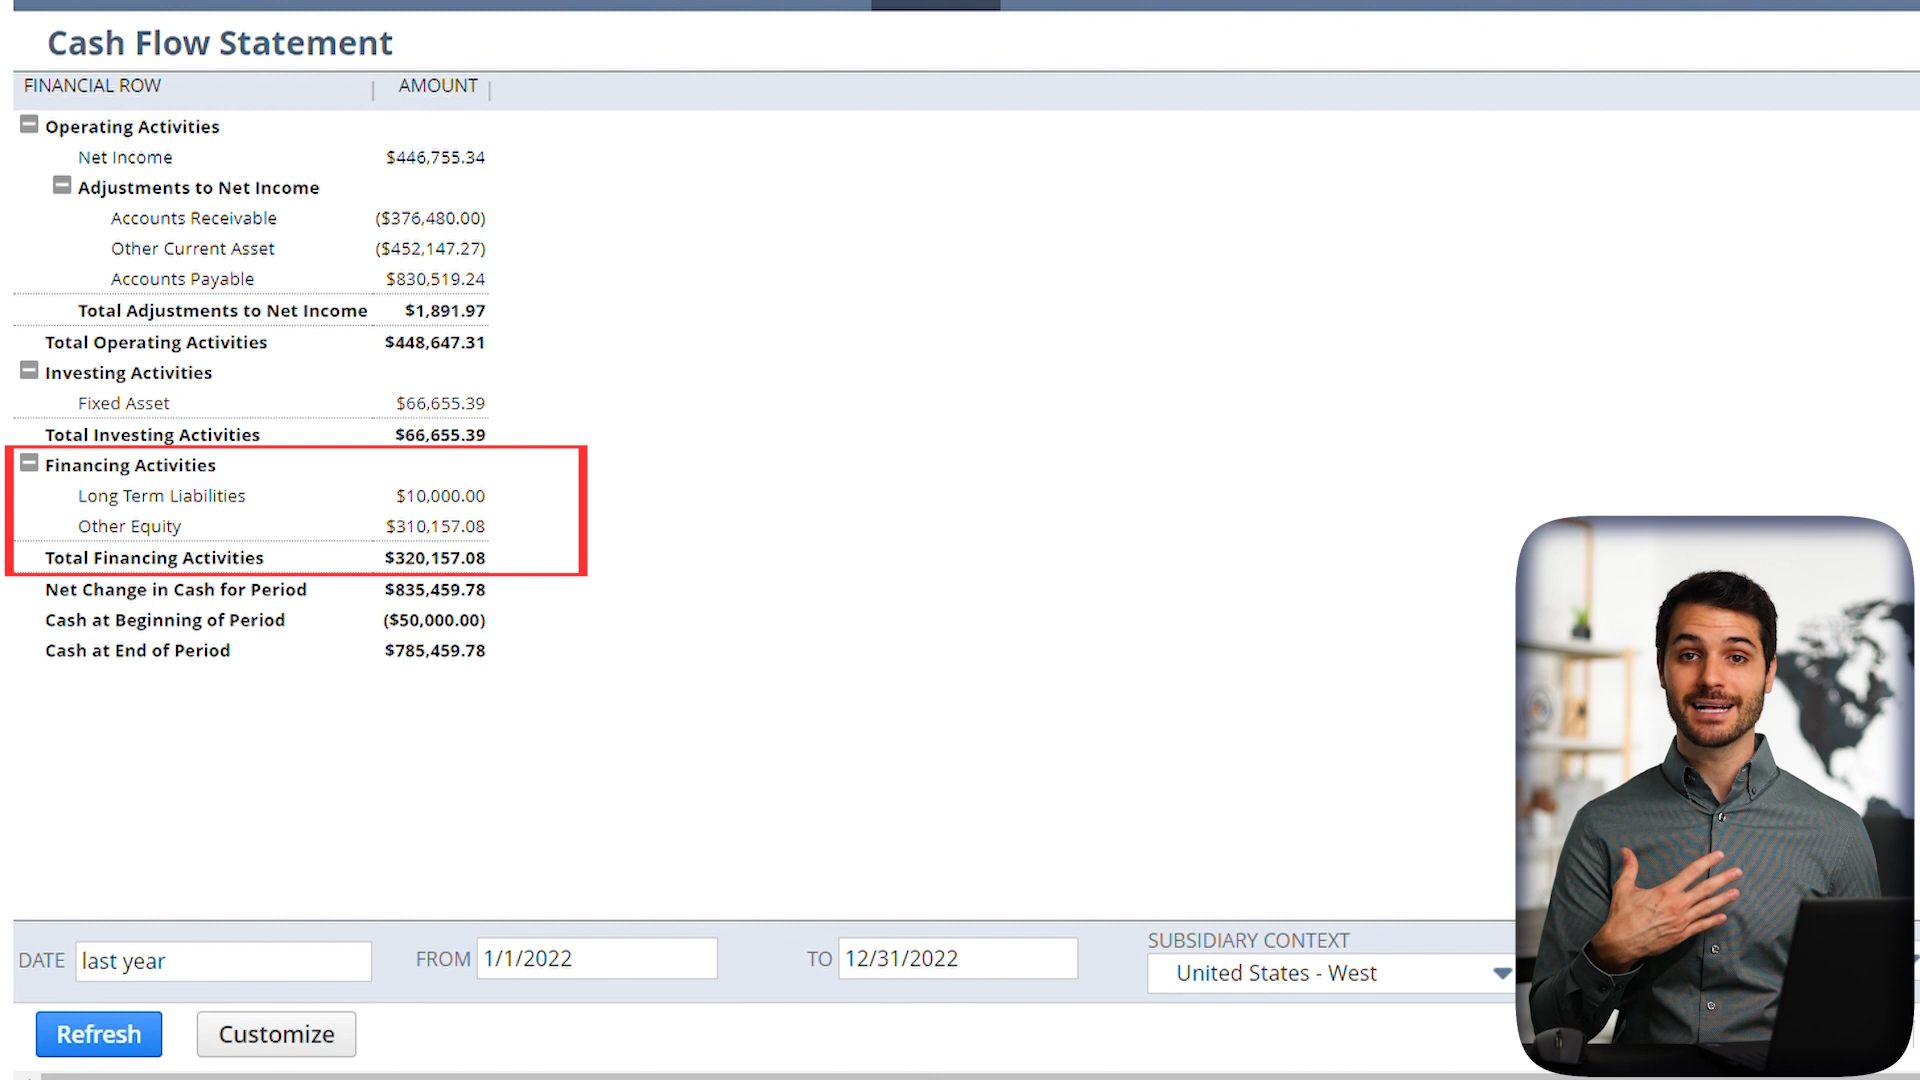 Cash Flow Statement
FINANCIAL ROW AMOUNT
Operating Activities
Net Income $446,755.34
Adjustments to Net Income
Accounts Receivable ($376,480.00)
Other Current Asset ($452,147.27)
Accounts Payable $830,519.24
Total Adjustments to Net Income $1,891.97
Total Operating Activities $448,647.31
Investing Activities
Fixed Asset $66,655.39
Total Investing Activities $66,655.39
Financing Activities
Long Term Liabilities $10,000.00
Other Equity $310,157.08
Total Financing Activities $320,157.08
Net Change in Cash for Period $835,459.78
Cash at Beginning of Period ($50,000.00)
Cash at End of Period $785,459.78
DATE last year FROM 1/1/2022 TO 12/31/2022
SUBSIDIARY CONTEXT
United States - West
Refresh Customize